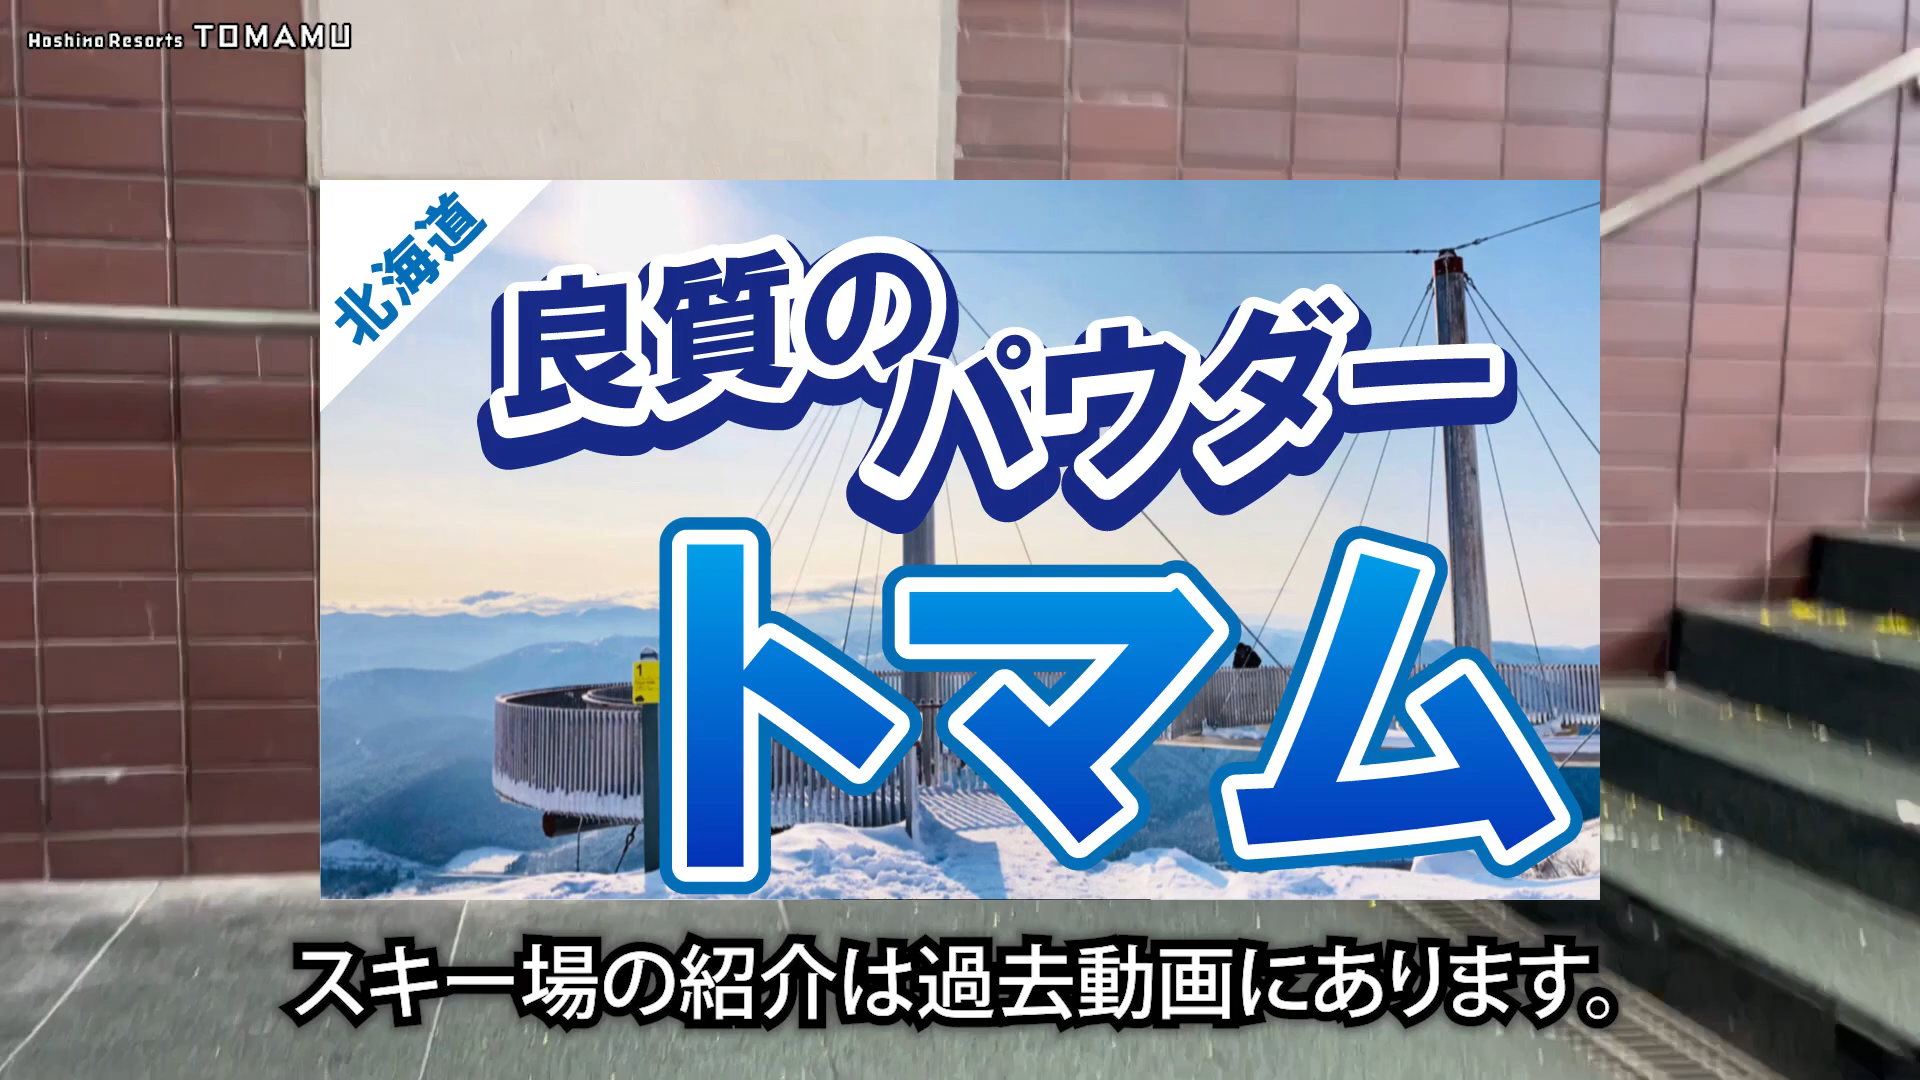 Hoshino Resorts TOMAMU
北海道
良質の
パウダー
トマム
1
スキー場の紹介は過去動画にあります。